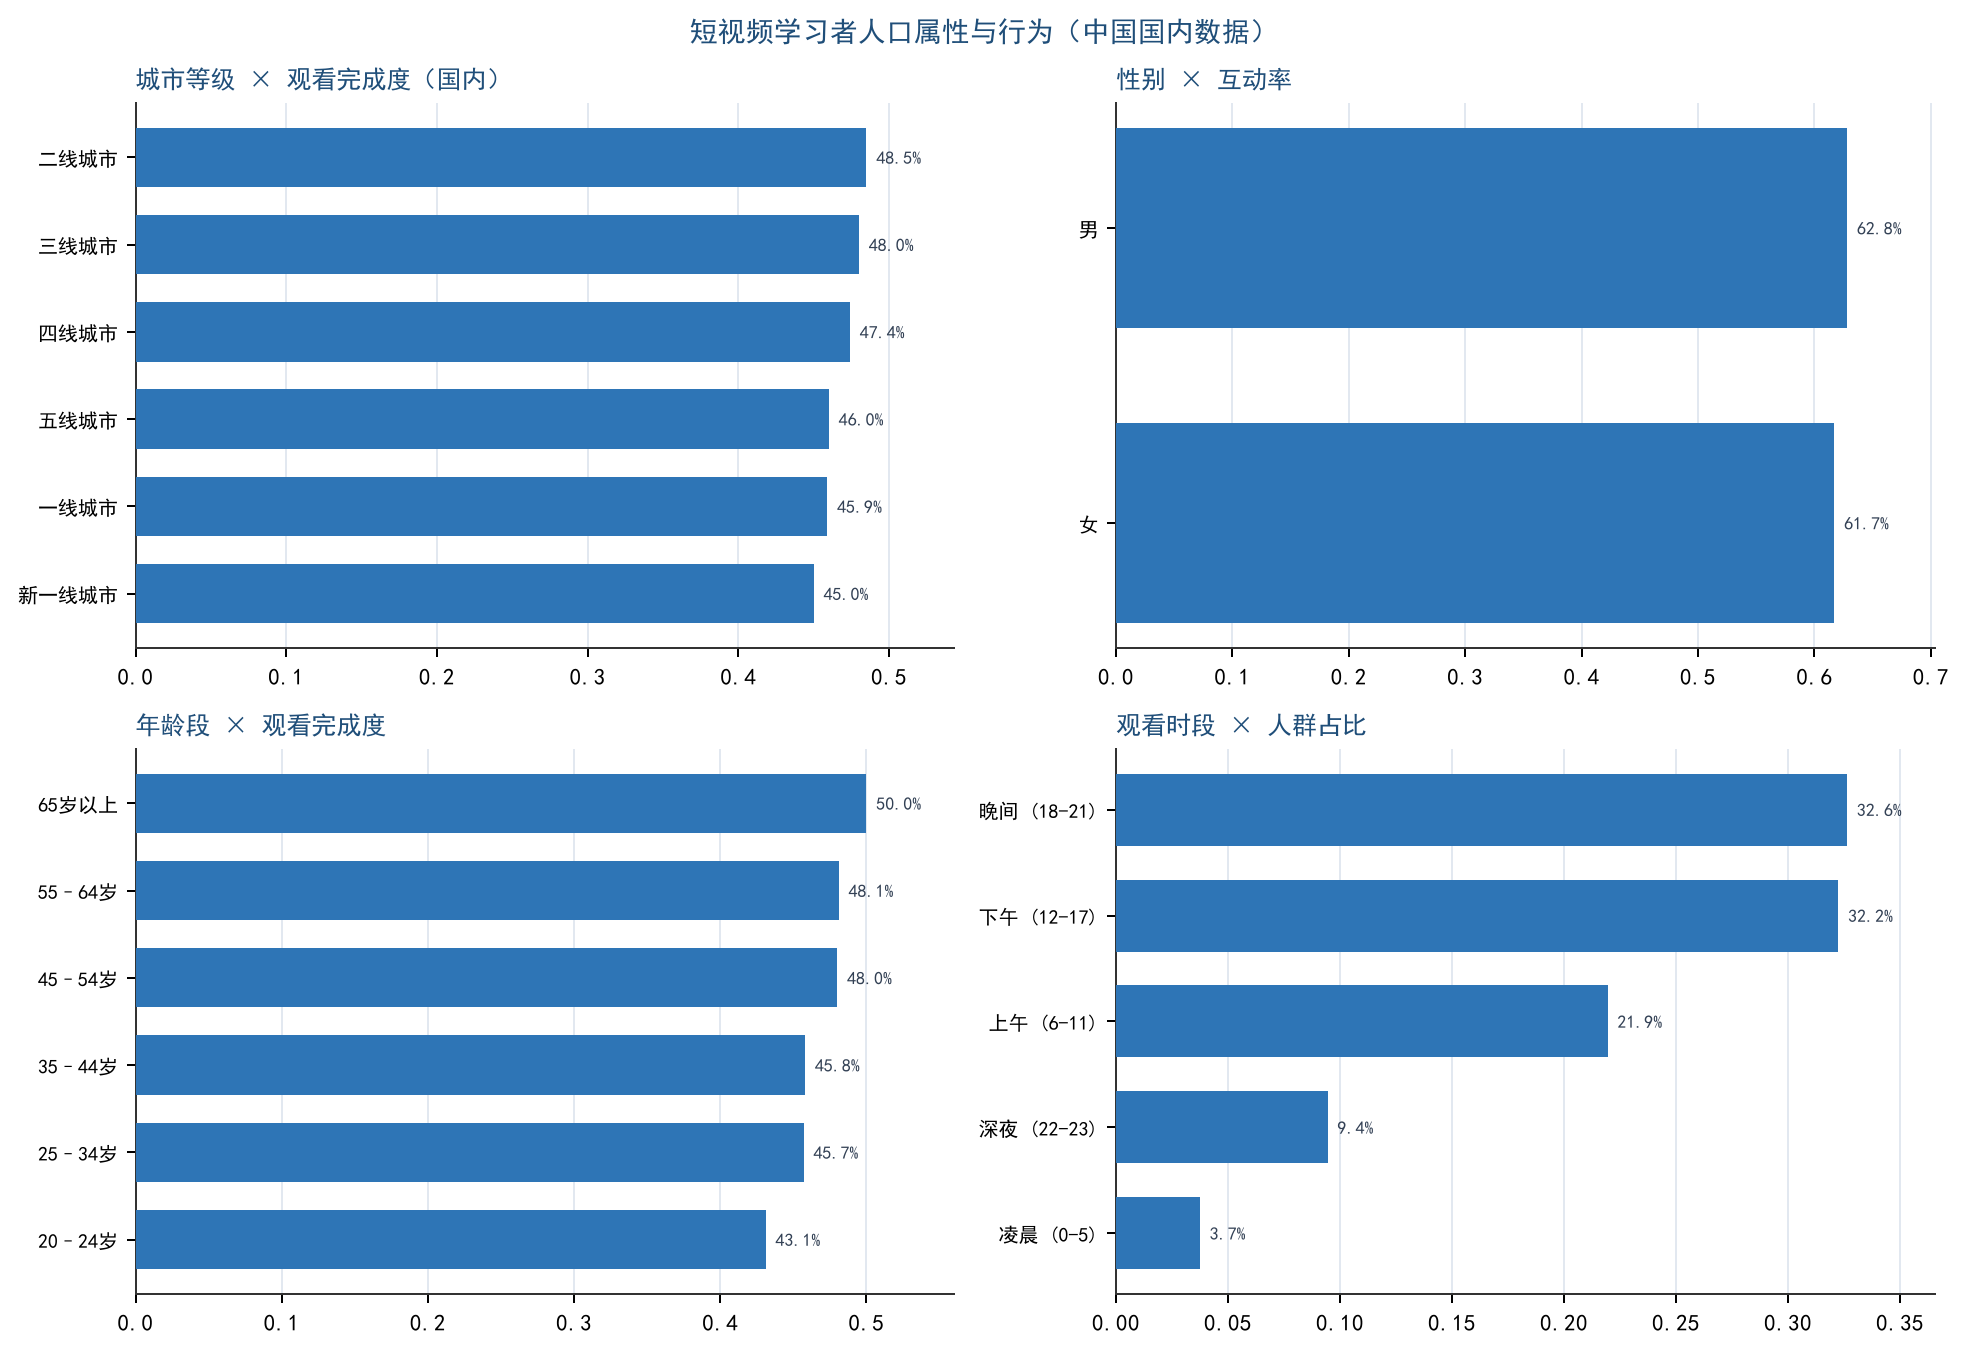 短视频学习者人口属性与行为（中国国内数据）
城市等级 × 观看完成度（国内）
二线城市 48.5%
三线城市 48.0%
四线城市 47.4%
五线城市 46.0%
一线城市 45.9%
新一线城市 45.0%
0.0 0.1 0.2 0.3 0.4 0.5
性别 × 互动率
男 62.8%
女 61.7%
0.0 0.1 0.2 0.3 0.4 0.5 0.6 0.7
年龄段 × 观看完成度
65岁以上 50.0%
55－64岁 48.1%
45－54岁 48.0%
35－44岁 45.8%
25－34岁 45.7%
20－24岁 43.1%
0.0 0.1 0.2 0.3 0.4 0.5
观看时段 × 人群占比
晚间（18-21） 32.6%
下午（12-17） 32.2%
上午（6-11） 21.9%
深夜（22-23） 9.4%
凌晨（0-5） 3.7%
0.00 0.05 0.10 0.15 0.20 0.25 0.30 0.35